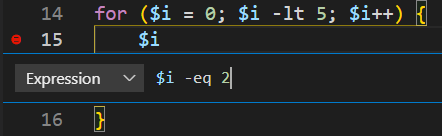 14 for ($i = 0; $i -lt 5; $i++) {
15 $i
Expression $i -eq 2
16 }